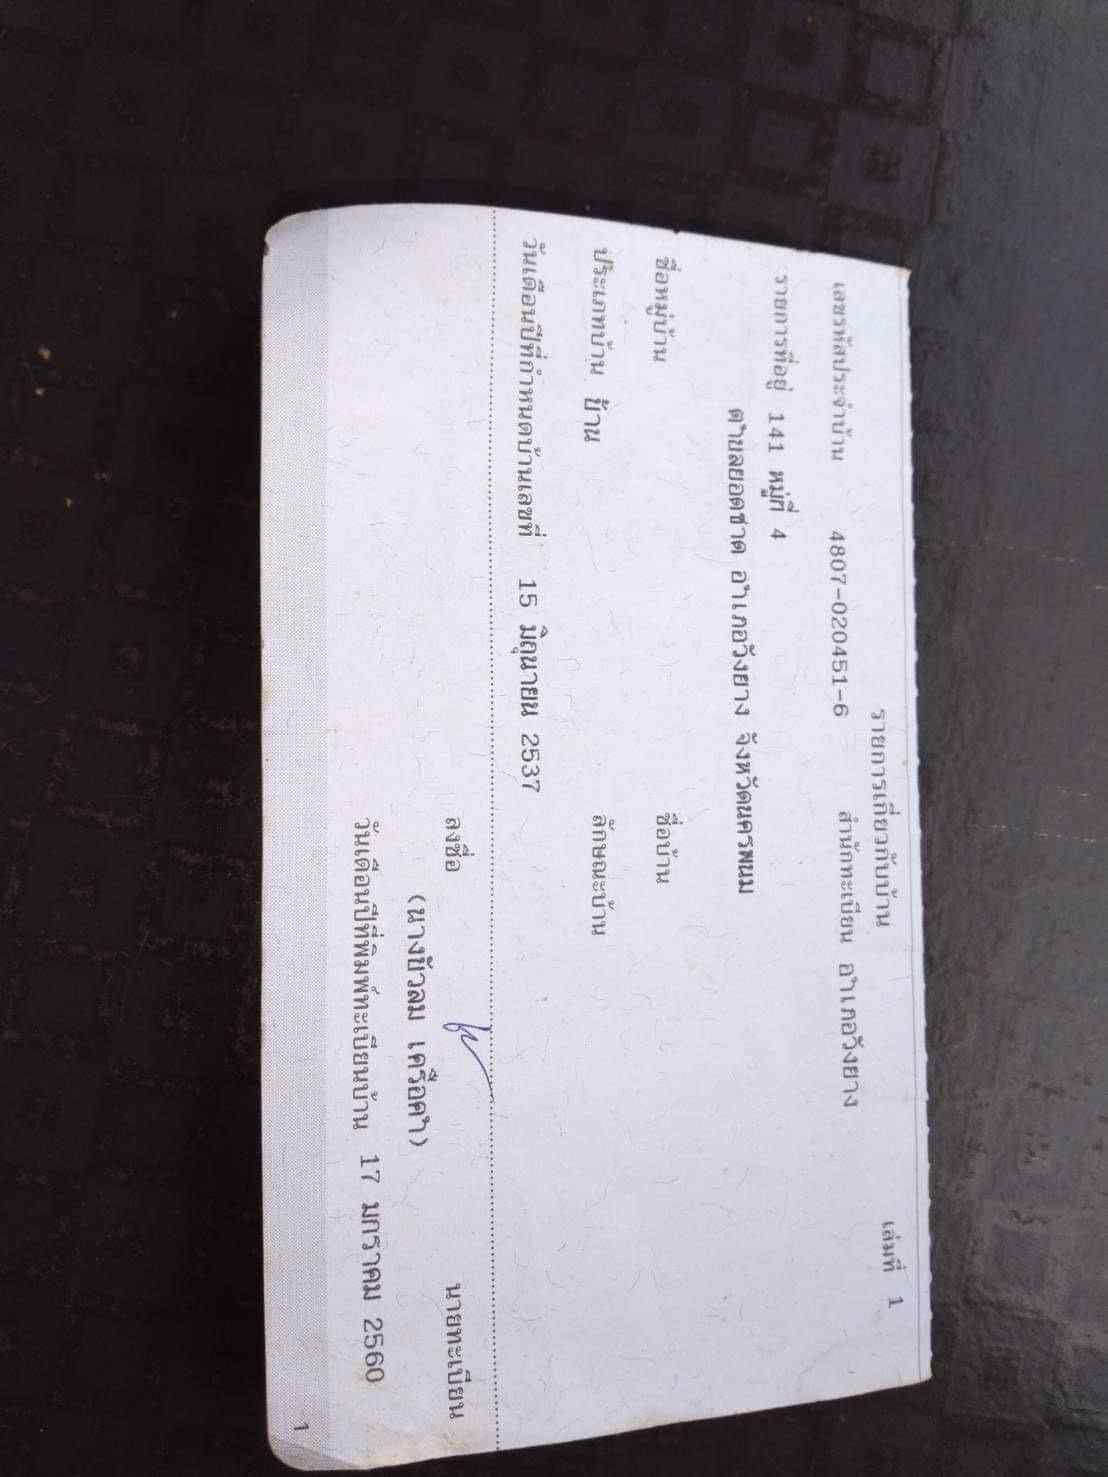 รายการเกี่ยวกับบ้าน เล่มที่ 1
เลขรหัสประจำบ้าน 4807-020451-6 สำนักทะเบียน อำเภอวังยาง
รายการที่อยู่ 141 หมู่ที่ 4
ตำบลยอดชาด อำเภอวังยาง จังหวัดนครพนม
ชื่อหมู่บ้าน ชื่อบ้าน
ประเภทบ้าน บ้าน ลักษณะบ้าน
วันเดือนปีที่กำหนดบ้านเลขที่ 15 มิถุนายน 2537
ลงชื่อ นายทะเบียน
(นางบัวลม เครือคำ)
วันเดือนปีที่พิมพ์ทะเบียนบ้าน 17 มกราคม 2560
1